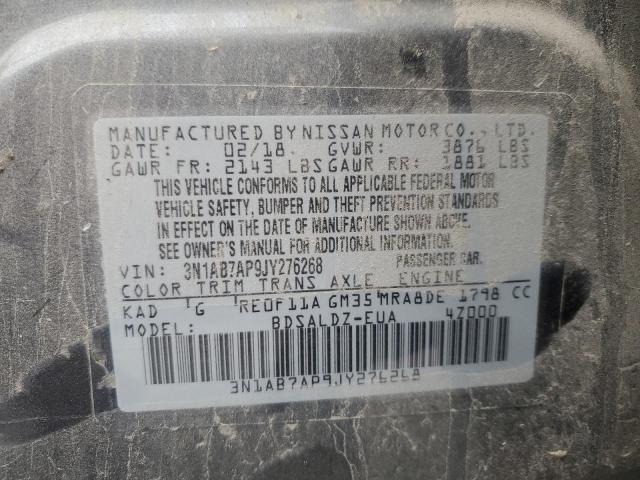 MANUFACTURED BY NISSAN MOTOR CO., LTD.
DATE: 02/18 GVWR: 3876 LBS
GAWR FR: 2143 LBS GAWR RR: 1881 LBS
THIS VEHICLE CONFORMS TO ALL APPLICABLE FEDERAL MOTOR
VEHICLE SAFETY, BUMPER AND THEFT PREVENTION STANDARDS
IN EFFECT ON THE DATE OF MANUFACTURE SHOWN ABOVE.
SEE OWNER'S MANUAL FOR ADDITIONAL INFORMATION.
VIN: 3N1AB7AP9JY276268 PASSENGER CAR.
COLOR TRIM TRANS AXLE ENGINE
KAD G RE0F11A GM35 MRA8DE 1798 CC
MODEL: BDSALDZ-EUA 4Z000
3N1AB7AP9JY276268